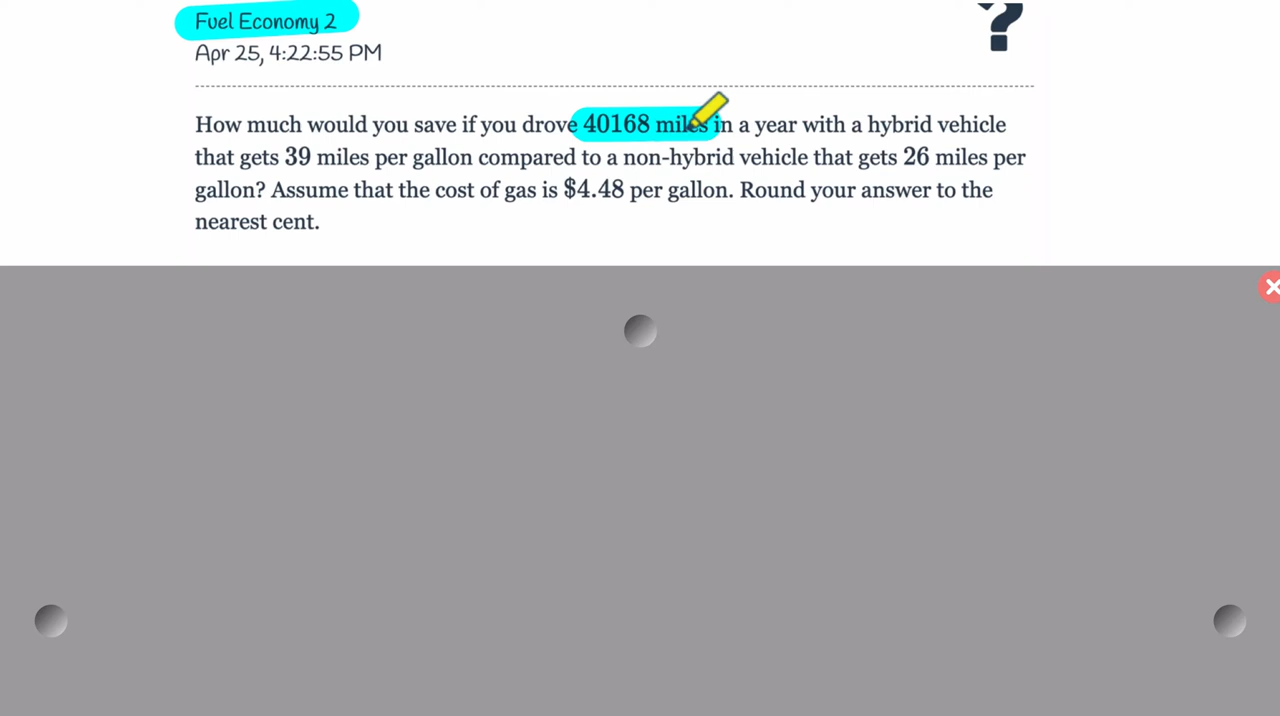 Fuel Economy 2
Apr 25, 4:22:55 PM
?
How much would you save if you drove 40168 miles in a year with a hybrid vehicle
that gets 39 miles per gallon compared to a non-hybrid vehicle that gets 26 miles per
gallon? Assume that the cost of gas is $4.48 per gallon. Round your answer to the
nearest cent.